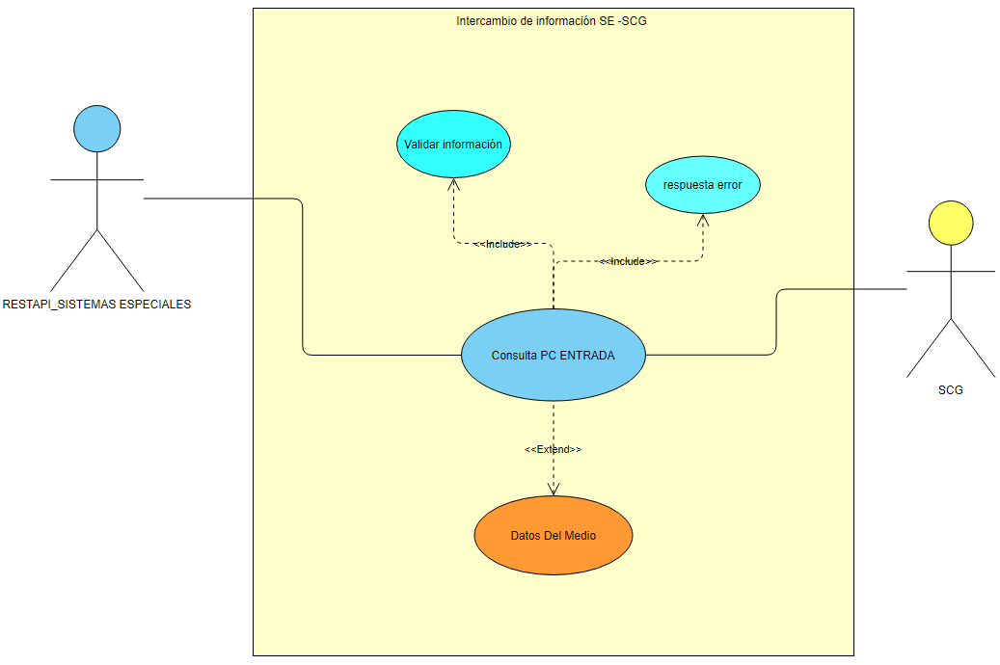 Intercambio de información SE -SCG
Validar información
respuesta error
<<Include>>
<<Include>>
RESTAPI_SISTEMAS ESPECIALES
Consulta PC ENTRADA
SCG
<<Extend>>
Datos Del Medio